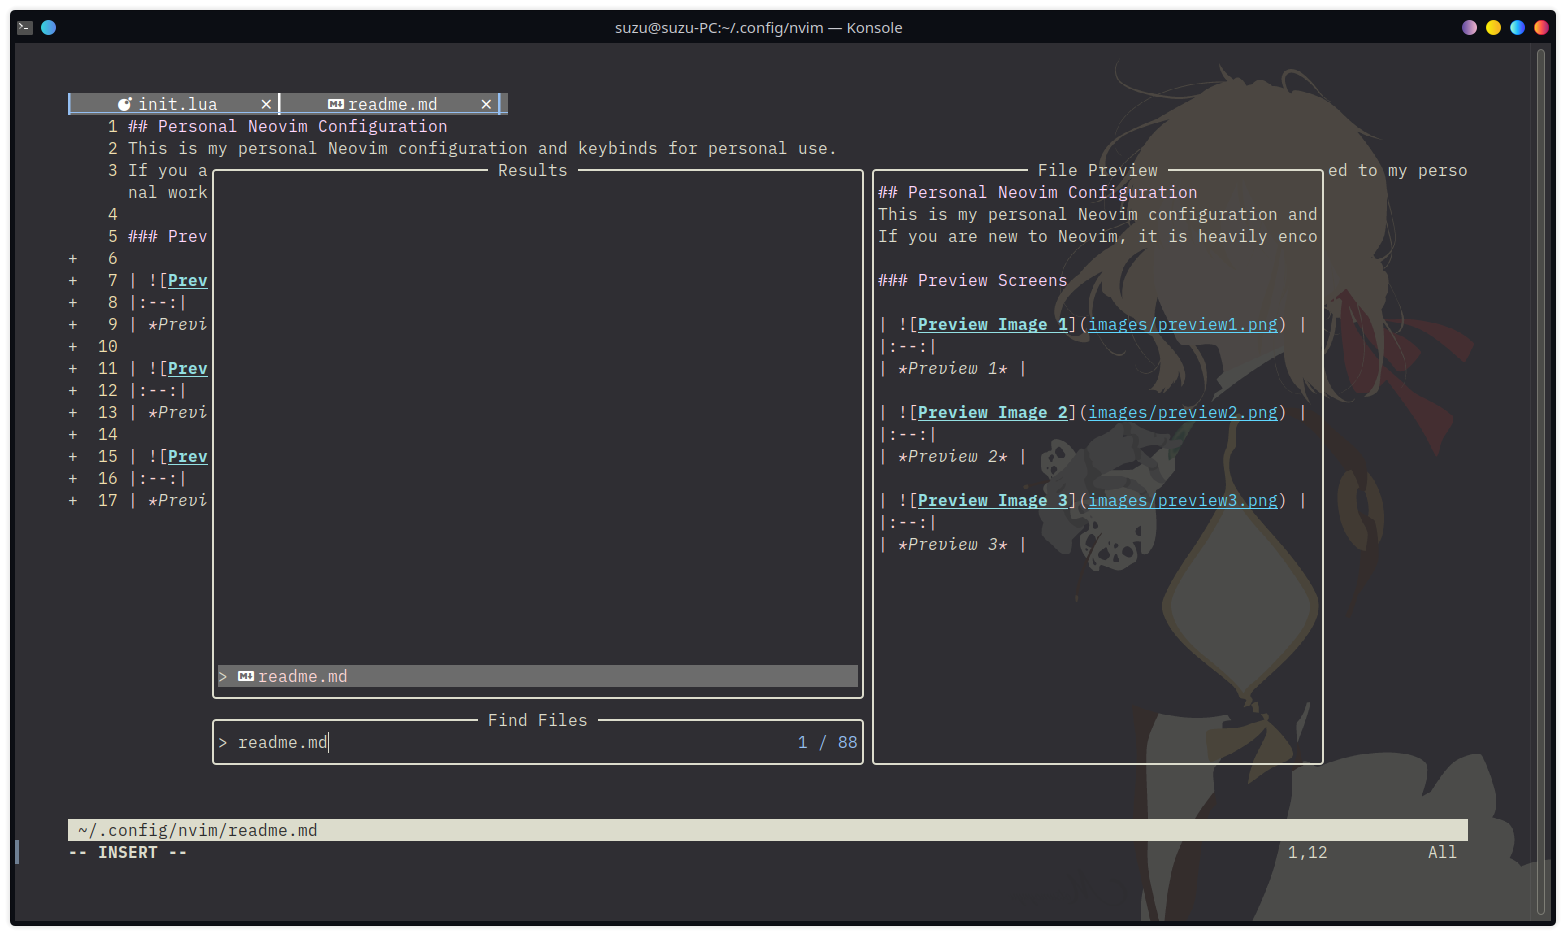 suzu@suzu-PC:~/.config/nvim — Konsole
init.lua × readme.md ×
1 ## Personal Neovim Configuration
2 This is my personal Neovim configuration and keybinds for personal use.
3 If you a
ed to my perso
nal work
4
5 ### Prev
+ 6
+ 7 | ![Prev
+ 8 |:--:|
+ 9 | *Previ
+ 10
+ 11 | ![Prev
+ 12 |:--:|
+ 13 | *Previ
+ 14
+ 15 | ![Prev
+ 16 |:--:|
+ 17 | *Previ
Results
> readme.md
Find Files
> readme.md 1 / 88
File Preview
## Personal Neovim Configuration
This is my personal Neovim configuration and
If you are new to Neovim, it is heavily enco
### Preview Screens
| ![Preview Image 1](images/preview1.png) |
|:--:|
| *Preview 1* |
| ![Preview Image 2](images/preview2.png) |
|:--:|
| *Preview 2* |
| ![Preview Image 3](images/preview3.png) |
|:--:|
| *Preview 3* |
~/.config/nvim/readme.md
-- INSERT -- 1,12 All